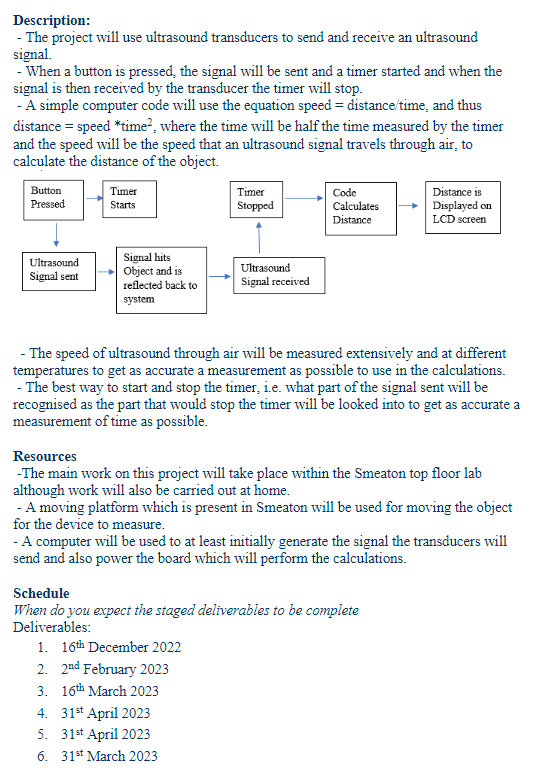 Description:
- The project will use ultrasound transducers to send and receive an ultrasound
signal.
- When a button is pressed, the signal will be sent and a timer started and when the
signal is then received by the transducer the timer will stop.
- A simple computer code will use the equation speed = distance/time, and thus
distance = speed *time², where the time will be half the time measured by the timer
and the speed will be the speed that an ultrasound signal travels through air, to
calculate the distance of the object.
Button
Pressed
Timer
Starts
Timer
Stopped
Code
Calculates
Distance
Distance is
Displayed on
LCD screen
Ultrasound
Signal sent
Signal hits
Object and is
reflected back to
system
Ultrasound
Signal received
- The speed of ultrasound through air will be measured extensively and at different
temperatures to get as accurate a measurement as possible to use in the calculations.
- The best way to start and stop the timer, i.e. what part of the signal sent will be
recognised as the part that would stop the timer will be looked into to get as accurate a
measurement of time as possible.
Resources
-The main work on this project will take place within the Smeaton top floor lab
although work will also be carried out at home.
- A moving platform which is present in Smeaton will be used for moving the object
for the device to measure.
- A computer will be used to at least initially generate the signal the transducers will
send and also power the board which will perform the calculations.
Schedule
When do you expect the staged deliverables to be complete
Deliverables:
1. 16th December 2022
2. 2nd February 2023
3. 16th March 2023
4. 31st April 2023
5. 31st April 2023
6. 31st March 2023